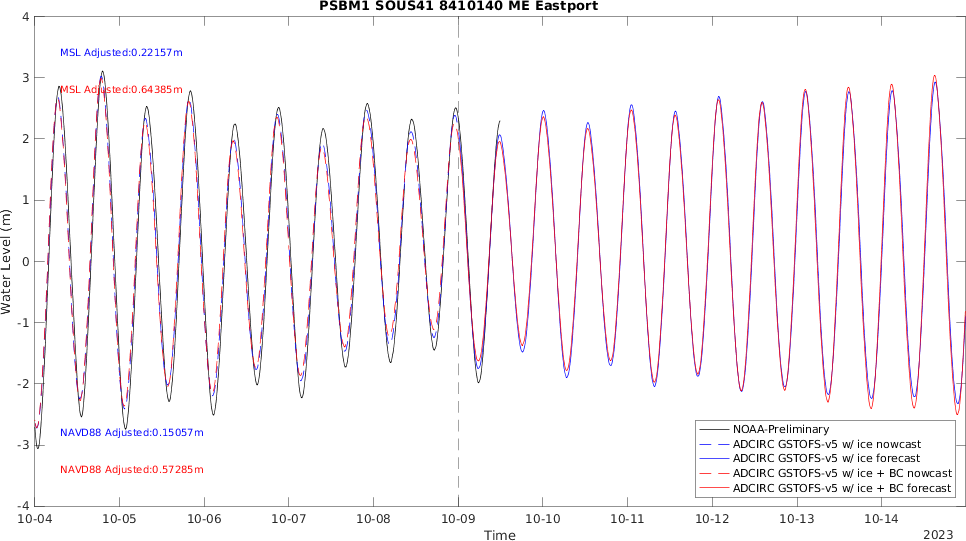 PSBM1 SOUS41 8410140 ME Eastport
4
MSL Adjusted:0.22157m
3
MSL Adjusted:0.64385m
2
1
0
Water Level (m)
-1
-2
NAVD88 Adjusted:0.15057m
-3
NAVD88 Adjusted:0.57285m
-4
NOAA-Preliminary
ADCIRC GSTOFS-v5 w/ ice nowcast
ADCIRC GSTOFS-v5 w/ ice forecast
ADCIRC GSTOFS-v5 w/ ice + BC nowcast
ADCIRC GSTOFS-v5 w/ ice + BC forecast
10-04 10-05 10-06 10-07 10-08 10-09 10-10 10-11 10-12 10-13 10-14
Time
2023